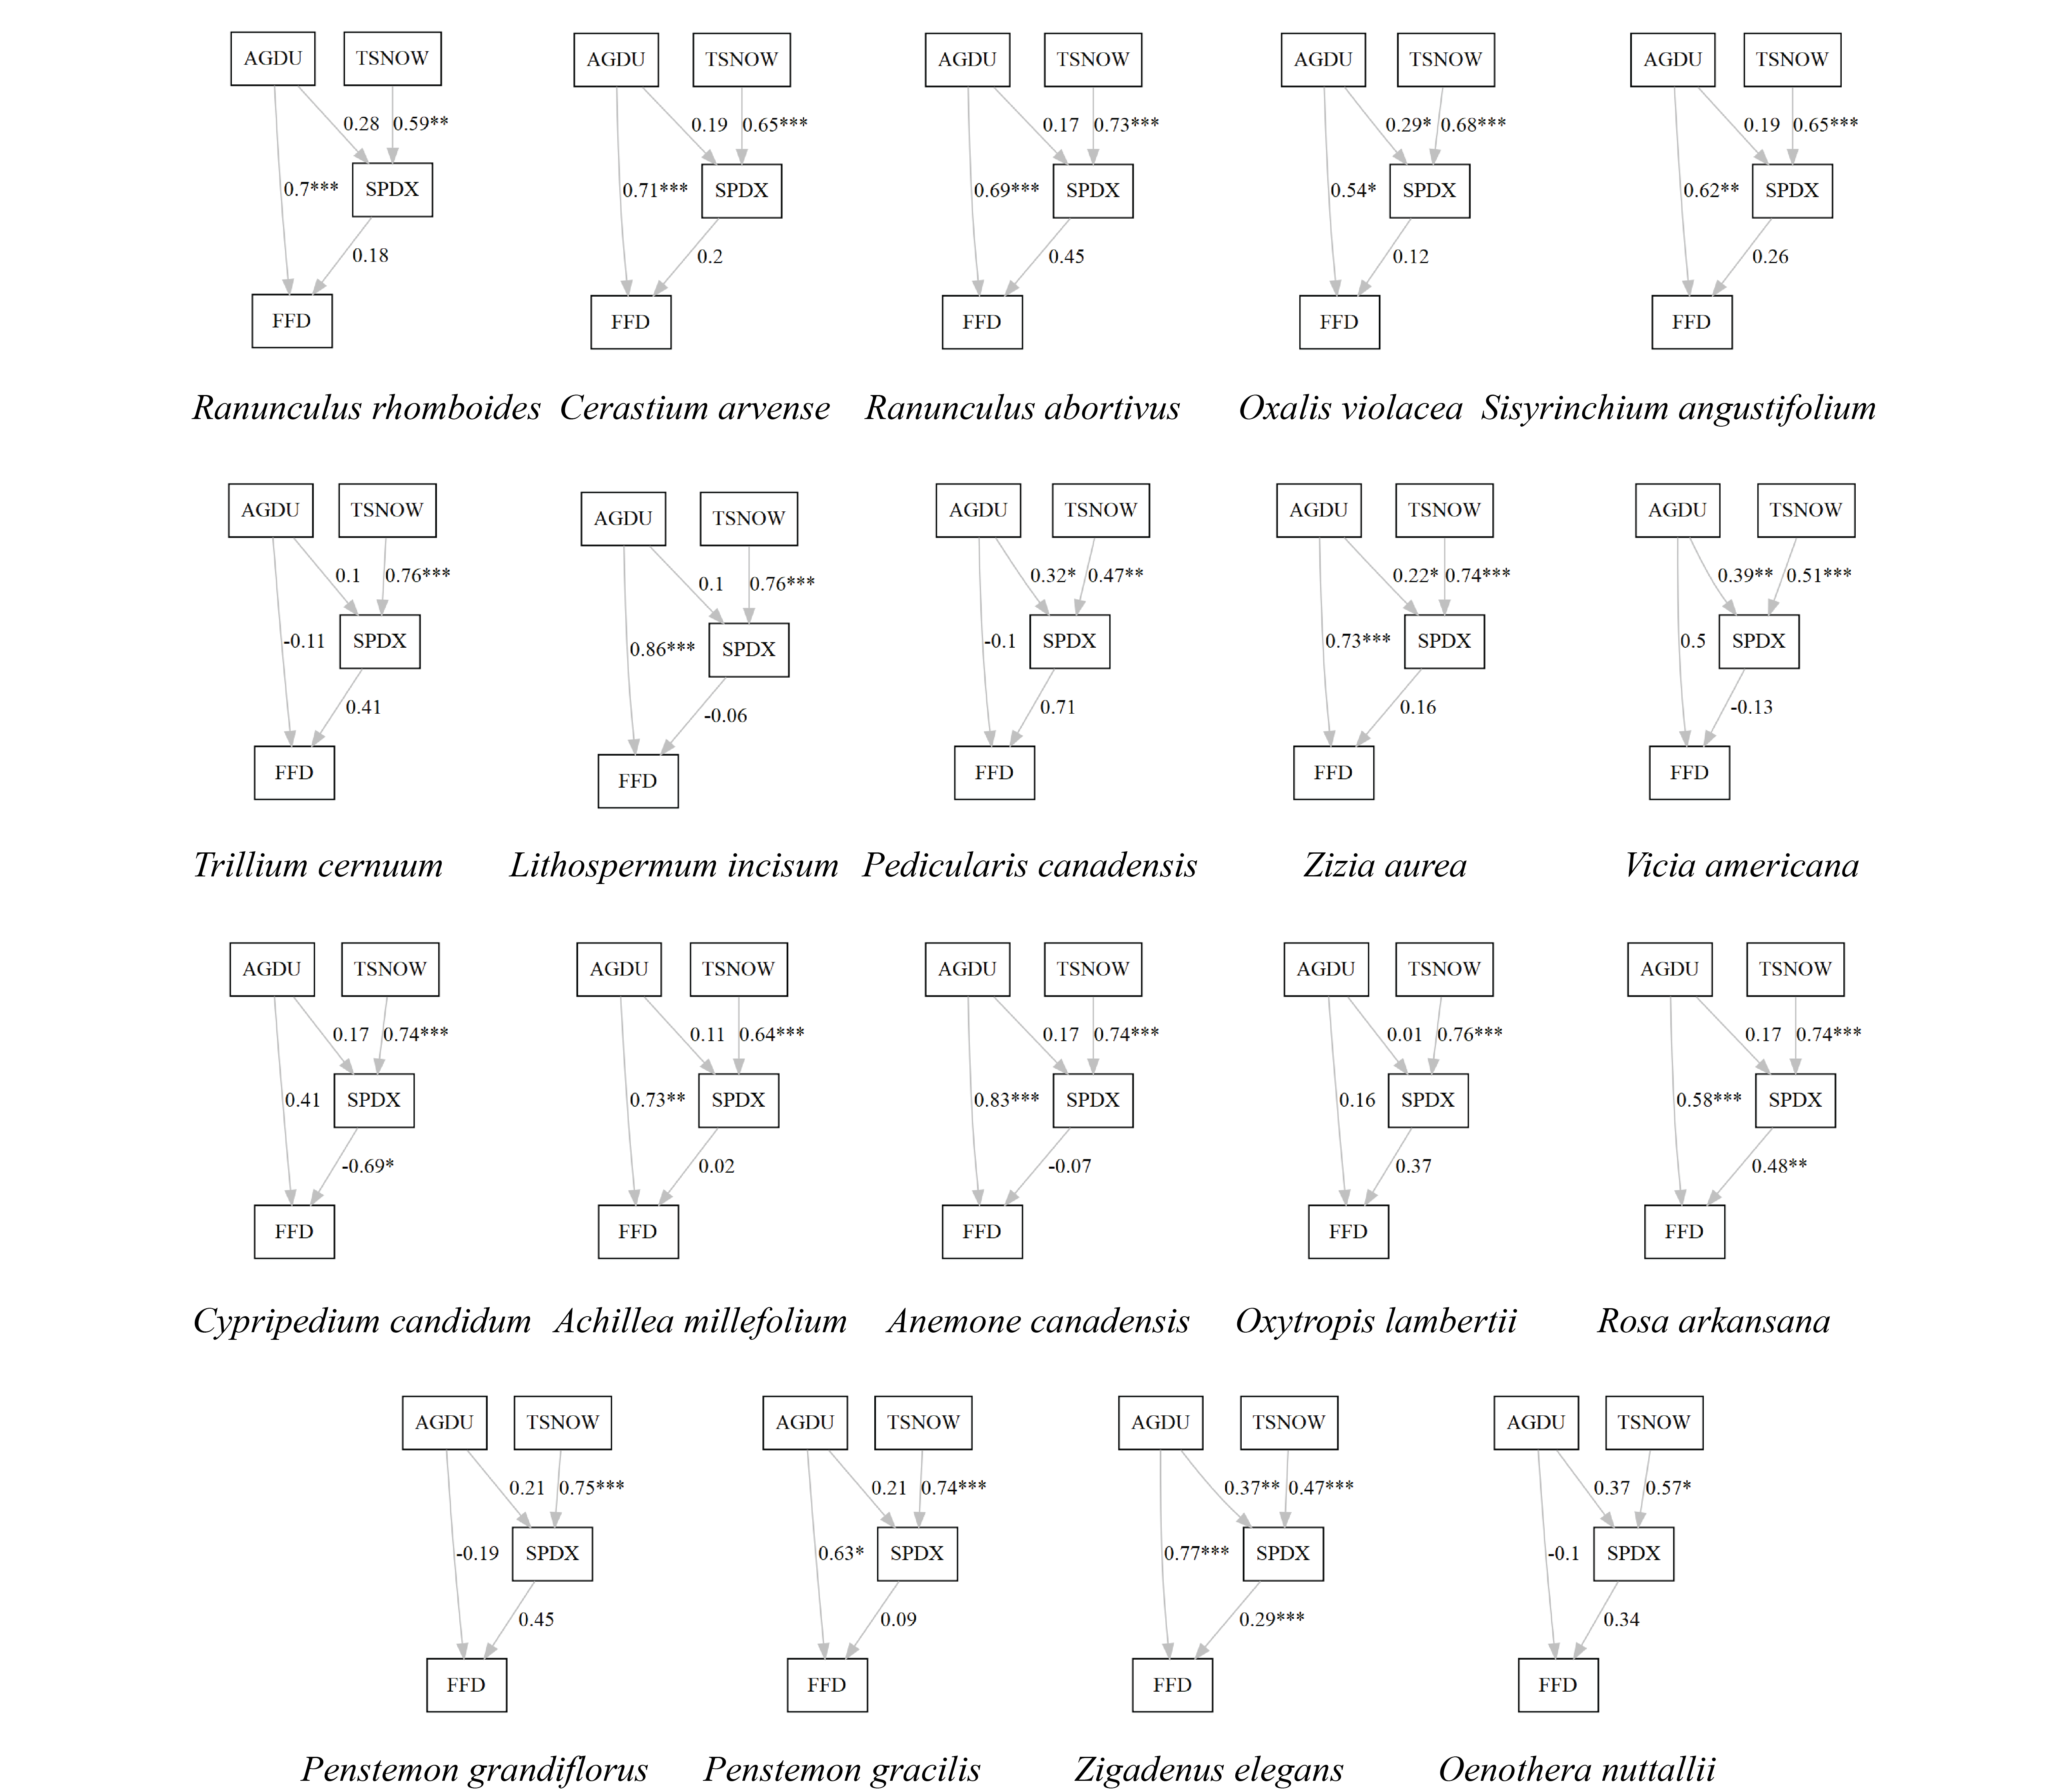 AGDU TSNOW AGDU TSNOW AGDU TSNOW AGDU TSNOW AGDU TSNOW
0.28 0.59** 0.19 0.65*** 0.17 0.73*** 0.29* 0.68*** 0.19 0.65***
0.7*** SPDX 0.71*** SPDX 0.69*** SPDX 0.54* SPDX 0.62** SPDX
0.18 0.2 0.45 0.12 0.26
FFD FFD FFD FFD FFD
Ranunculus rhomboides Cerastium arvense Ranunculus abortivus Oxalis violacea Sisyrinchium angustifolium
AGDU TSNOW AGDU TSNOW AGDU TSNOW AGDU TSNOW AGDU TSNOW
0.1 0.76*** 0.1 0.76*** 0.32* 0.47** 0.22* 0.74*** 0.39** 0.51***
-0.11 SPDX 0.86*** SPDX -0.1 SPDX 0.73*** SPDX 0.5 SPDX
0.41 -0.06 0.71 0.16 -0.13
FFD FFD FFD FFD FFD
Trillium cernuum Lithospermum incisum Pedicularis canadensis Zizia aurea Vicia americana
AGDU TSNOW AGDU TSNOW AGDU TSNOW AGDU TSNOW AGDU TSNOW
0.17 0.74*** 0.11 0.64*** 0.17 0.74*** 0.01 0.76*** 0.17 0.74***
0.41 SPDX 0.73** SPDX 0.83*** SPDX 0.16 SPDX 0.58*** SPDX
-0.69* 0.02 -0.07 0.37 0.48**
FFD FFD FFD FFD FFD
Cypripedium candidum Achillea millefolium Anemone canadensis Oxytropis lambertii Rosa arkansana
AGDU TSNOW AGDU TSNOW AGDU TSNOW AGDU TSNOW
0.21 0.75*** 0.21 0.74*** 0.37** 0.47*** 0.37 0.57*
-0.19 SPDX 0.63* SPDX 0.77*** SPDX -0.1 SPDX
0.45 0.09 0.29*** 0.34
FFD FFD FFD FFD
Penstemon grandiflorus Penstemon gracilis Zigadenus elegans Oenothera nuttallii